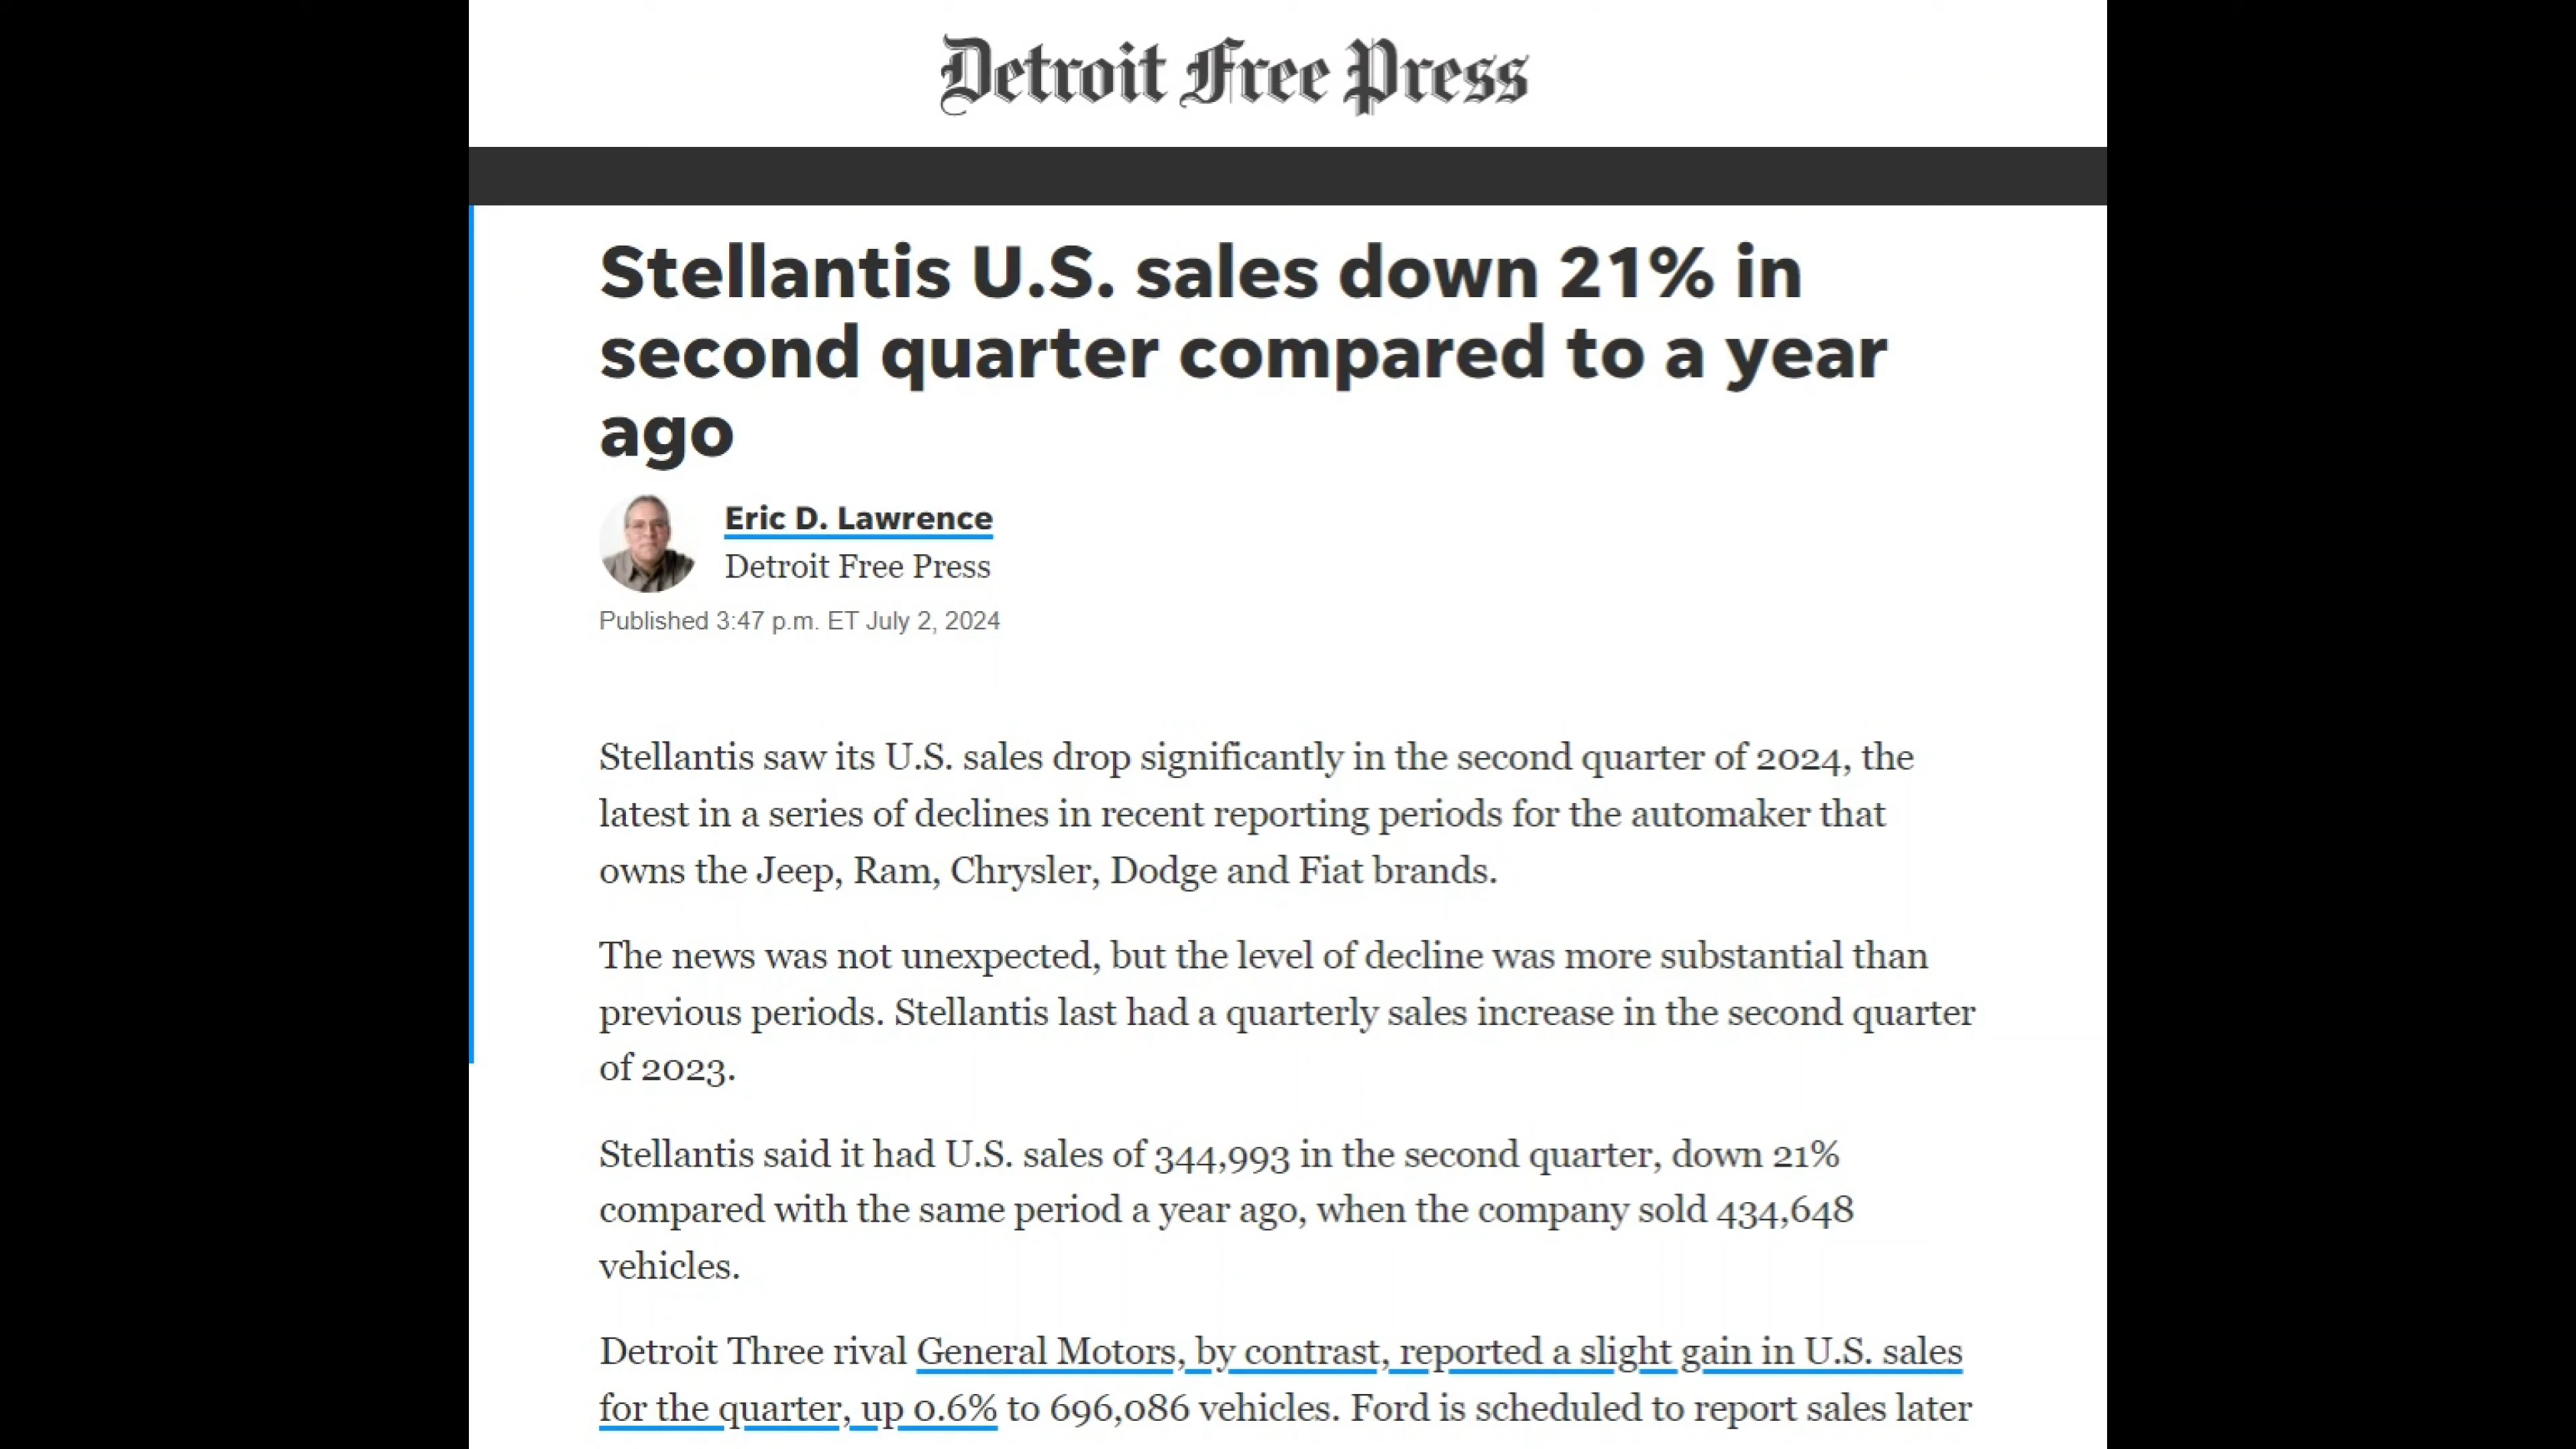 Detroit Free Press
Stellantis U.S. sales down 21% in
second quarter compared to a year
ago
Eric D. Lawrence
Detroit Free Press
Published 3:47 p.m. ET July 2, 2024
Stellantis saw its U.S. sales drop significantly in the second quarter of 2024, the
latest in a series of declines in recent reporting periods for the automaker that
owns the Jeep, Ram, Chrysler, Dodge and Fiat brands.
The news was not unexpected, but the level of decline was more substantial than
previous periods. Stellantis last had a quarterly sales increase in the second quarter
of 2023.
Stellantis said it had U.S. sales of 344,993 in the second quarter, down 21%
compared with the same period a year ago, when the company sold 434,648
vehicles.
Detroit Three rival General Motors, by contrast, reported a slight gain in U.S. sales
for the quarter, up 0.6% to 696,086 vehicles. Ford is scheduled to report sales later